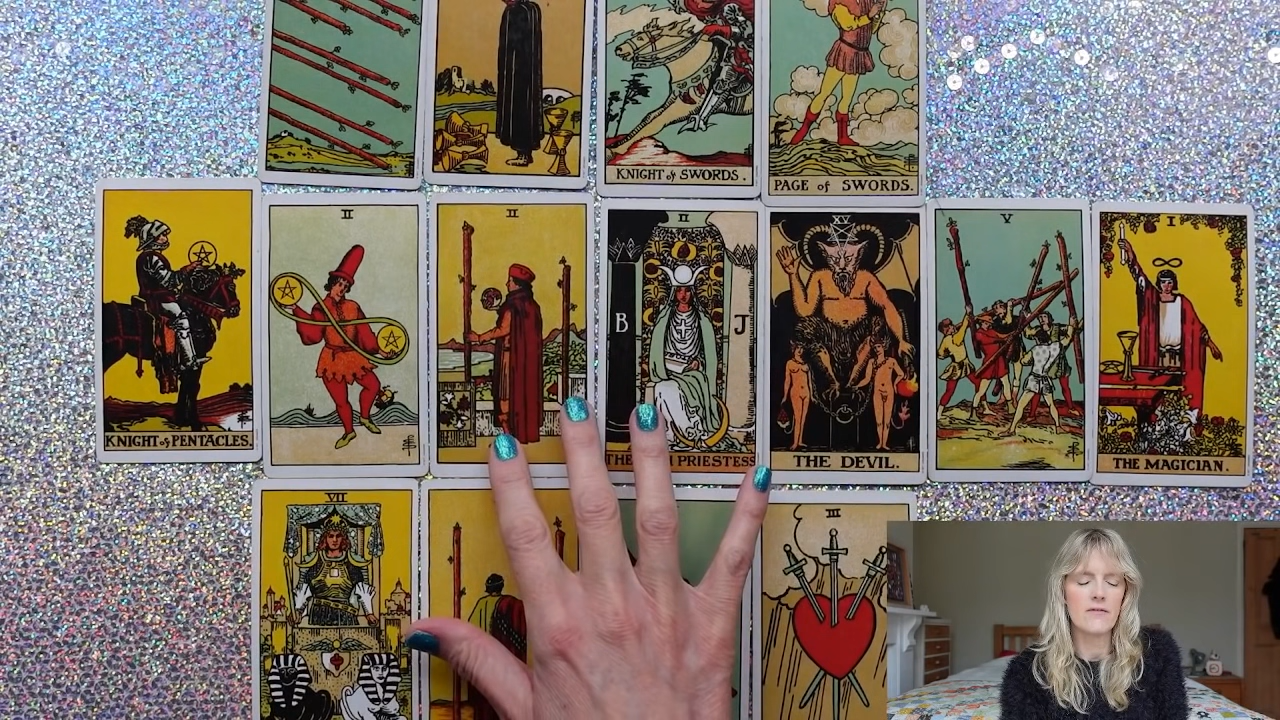 KNIGHT of SWORDS.
PAGE of SWORDS.
II
II
II
XV
V
I
B
J
KNIGHT of PENTACLES.
THE PRIESTESS
THE DEVIL.
THE MAGICIAN.
VII
III